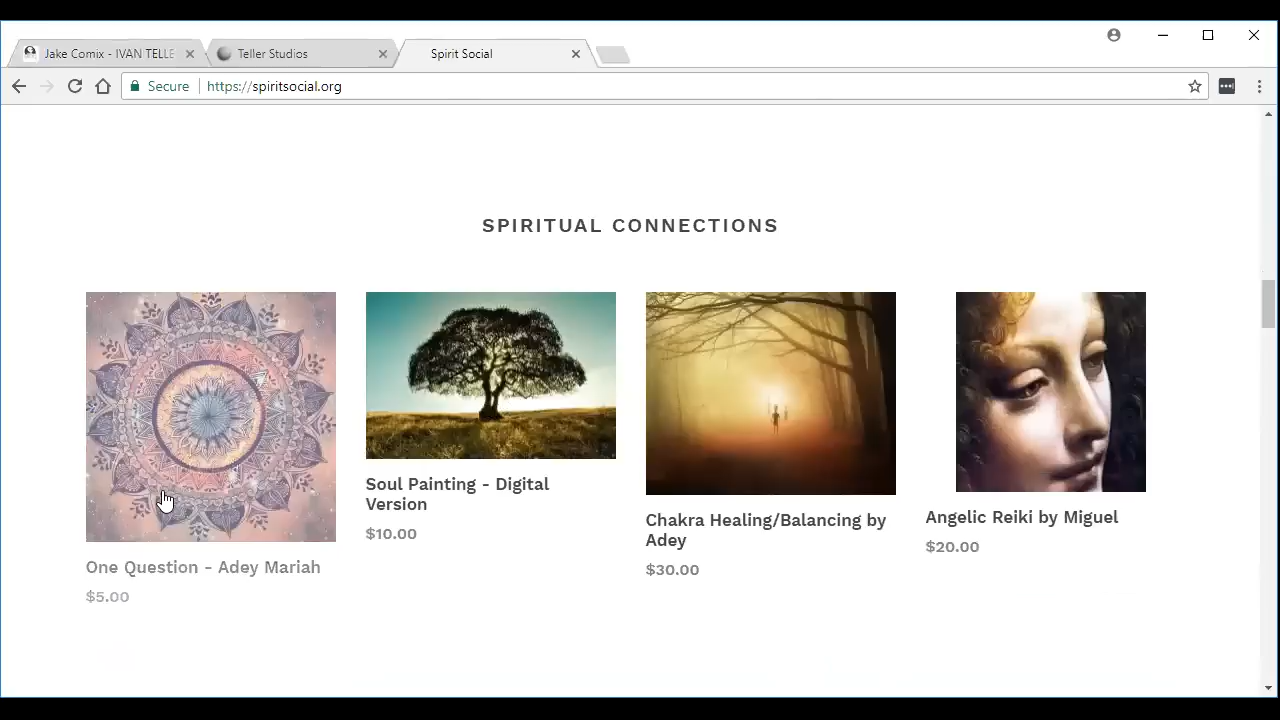 Jake Comix - IVAN TELLE
Teller Studios
Spirit Social
Secure
https://spiritsocial.org
SPIRITUAL CONNECTIONS
One Question - Adey Mariah
$5.00
Soul Painting - Digital
Version
$10.00
Chakra Healing/Balancing by
Adey
$30.00
Angelic Reiki by Miguel
$20.00